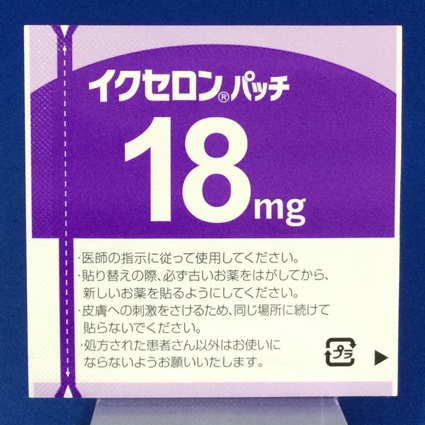 イクセロン®パッチ
18mg
・医師の指示に従って使用してください。
・貼り替えの際、必ず古いお薬をはがしてから、
新しいお薬を貼るようにしてください。
・皮膚への刺激をさけるため、同じ場所に続けて
貼らないでください。
・処方された患者さん以外はお使いに
ならないようお願いいたします。
プラ